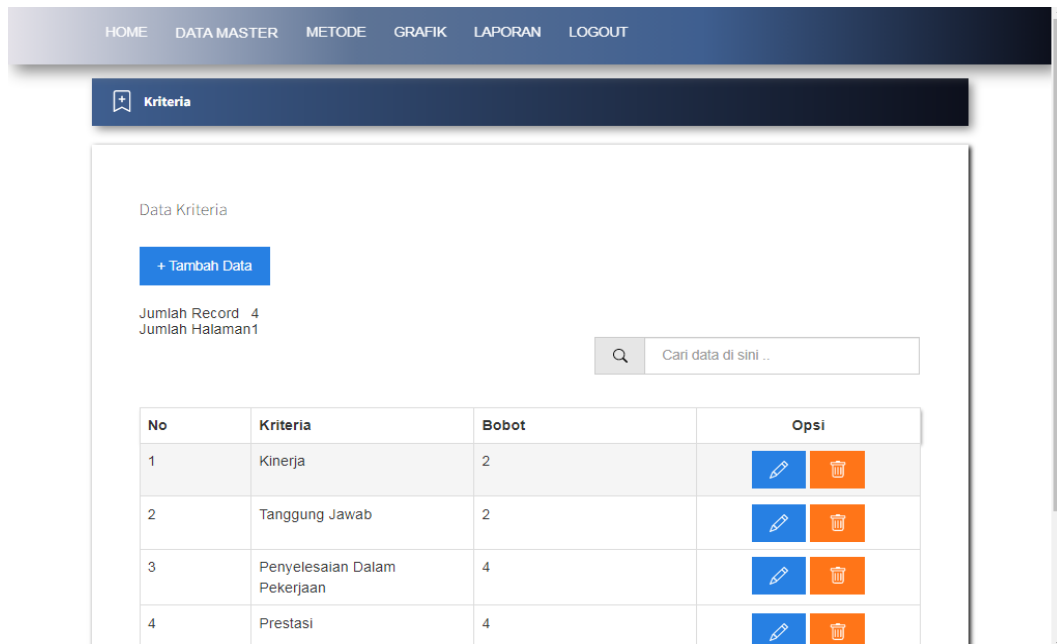 HOME DATA MASTER METODE GRAFIK LAPORAN LOGOUT
Kriteria
Data Kriteria
+ Tambah Data
Jumlah Record 4
Jumlah Halaman1
Cari data di sini ..
No Kriteria Bobot Opsi
1 Kinerja 2
2 Tanggung Jawab 2
3 Penyelesaian Dalam 4
Pekerjaan
4 Prestasi 4